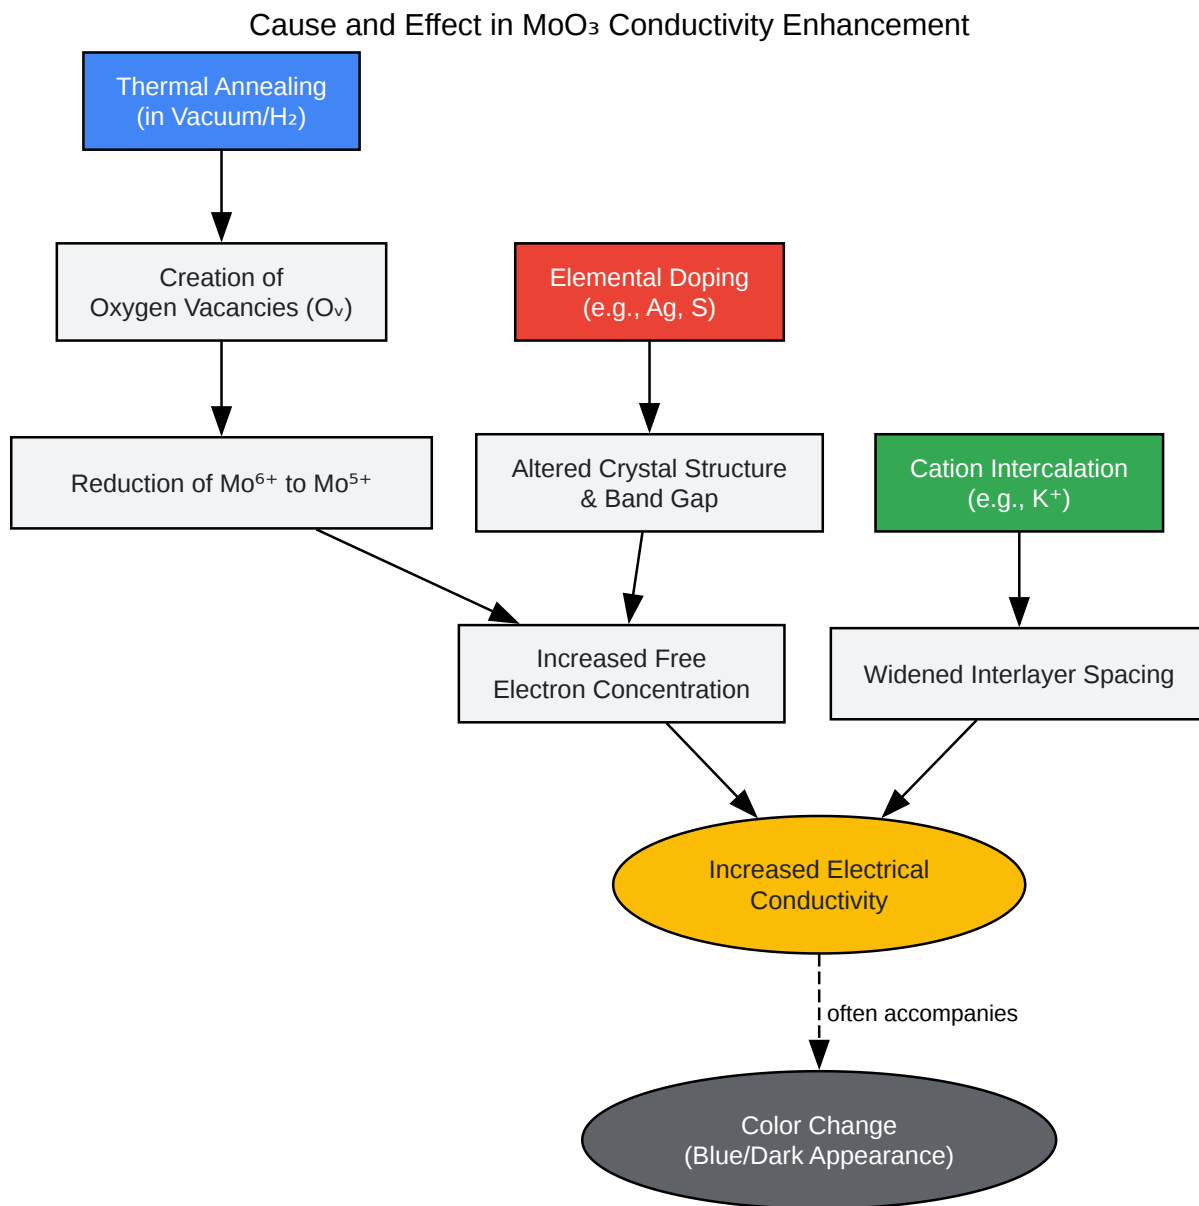 Cause and Effect in MoO₃ Conductivity Enhancement
Thermal Annealing
(in Vacuum/H₂)
Creation of
Oxygen Vacancies (Oᵥ)
Elemental Doping
(e.g., Ag, S)
Reduction of Mo⁶⁺ to Mo⁵⁺
Altered Crystal Structure
& Band Gap
Cation Intercalation
(e.g., K⁺)
Increased Free
Electron Concentration
Widened Interlayer Spacing
Increased Electrical
Conductivity
often accompanies
Color Change
(Blue/Dark Appearance)